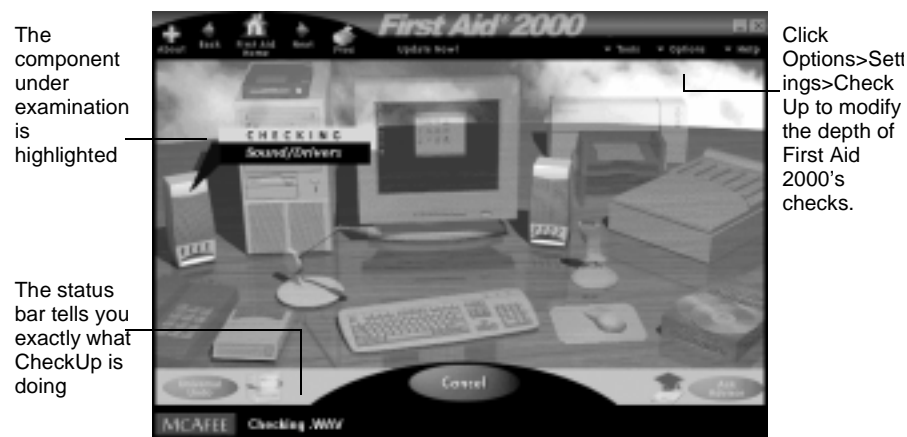 The
component
under
examination
is
highlighted
The status
bar tells you
exactly what
CheckUp is
doing
First Aid® 2000
About Back First Aid Home Next Print
Update Now!
Tools Options Help
CHECKING
Sound/Drivers
Cancel
Ask
Advisor
MCAFEE Checking .WAV
Click
Options>Sett
ings>Check
Up to modify
the depth of
First Aid
2000’s
checks.